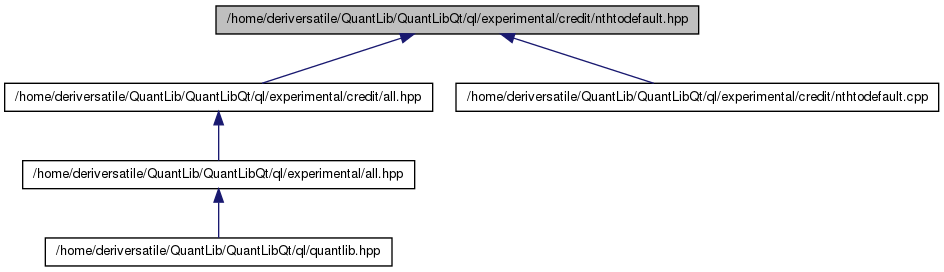 /home/deriversatile/QuantLib/QuantLibQt/ql/experimental/credit/nthtodefault.hpp
/home/deriversatile/QuantLib/QuantLibQt/ql/experimental/credit/all.hpp
/home/deriversatile/QuantLib/QuantLibQt/ql/experimental/credit/nthtodefault.cpp
/home/deriversatile/QuantLib/QuantLibQt/ql/experimental/all.hpp
/home/deriversatile/QuantLib/QuantLibQt/ql/quantlib.hpp